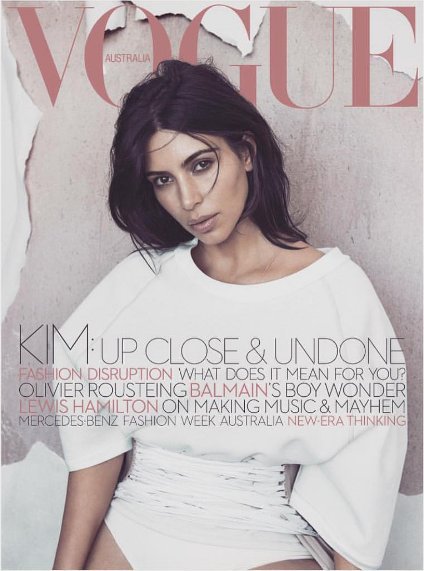 VOGUE
AUSTRALIA
KIM: UP CLOSE & UNDONE
FASHION DISRUPTION WHAT DOES IT MEAN FOR YOU?
OLIVIER ROUSTEING BALMAIN'S BOY WONDER
LEWIS HAMILTON ON MAKING MUSIC & MAYHEM
MERCEDES-BENZ FASHION WEEK AUSTRALIA NEW-ERA THINKING